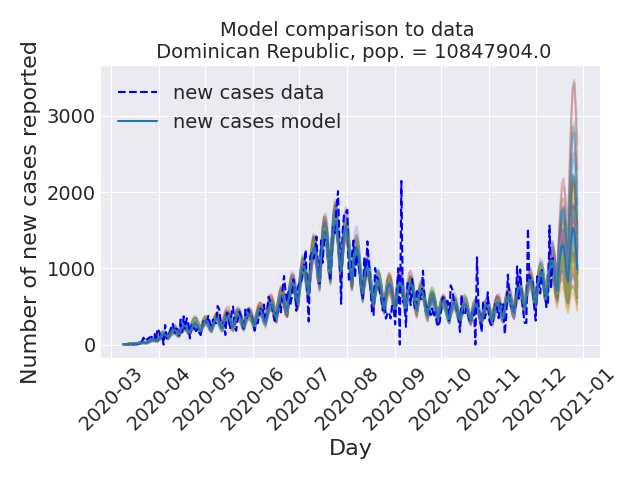 Model comparison to data
Dominican Republic, pop. = 10847904.0
Number of new cases reported
3000
2000
1000
0
new cases data
new cases model
2020-03
2020-04
2020-05
2020-06
2020-07
2020-08
2020-09
2020-10
2020-11
2020-12
2021-01
Day